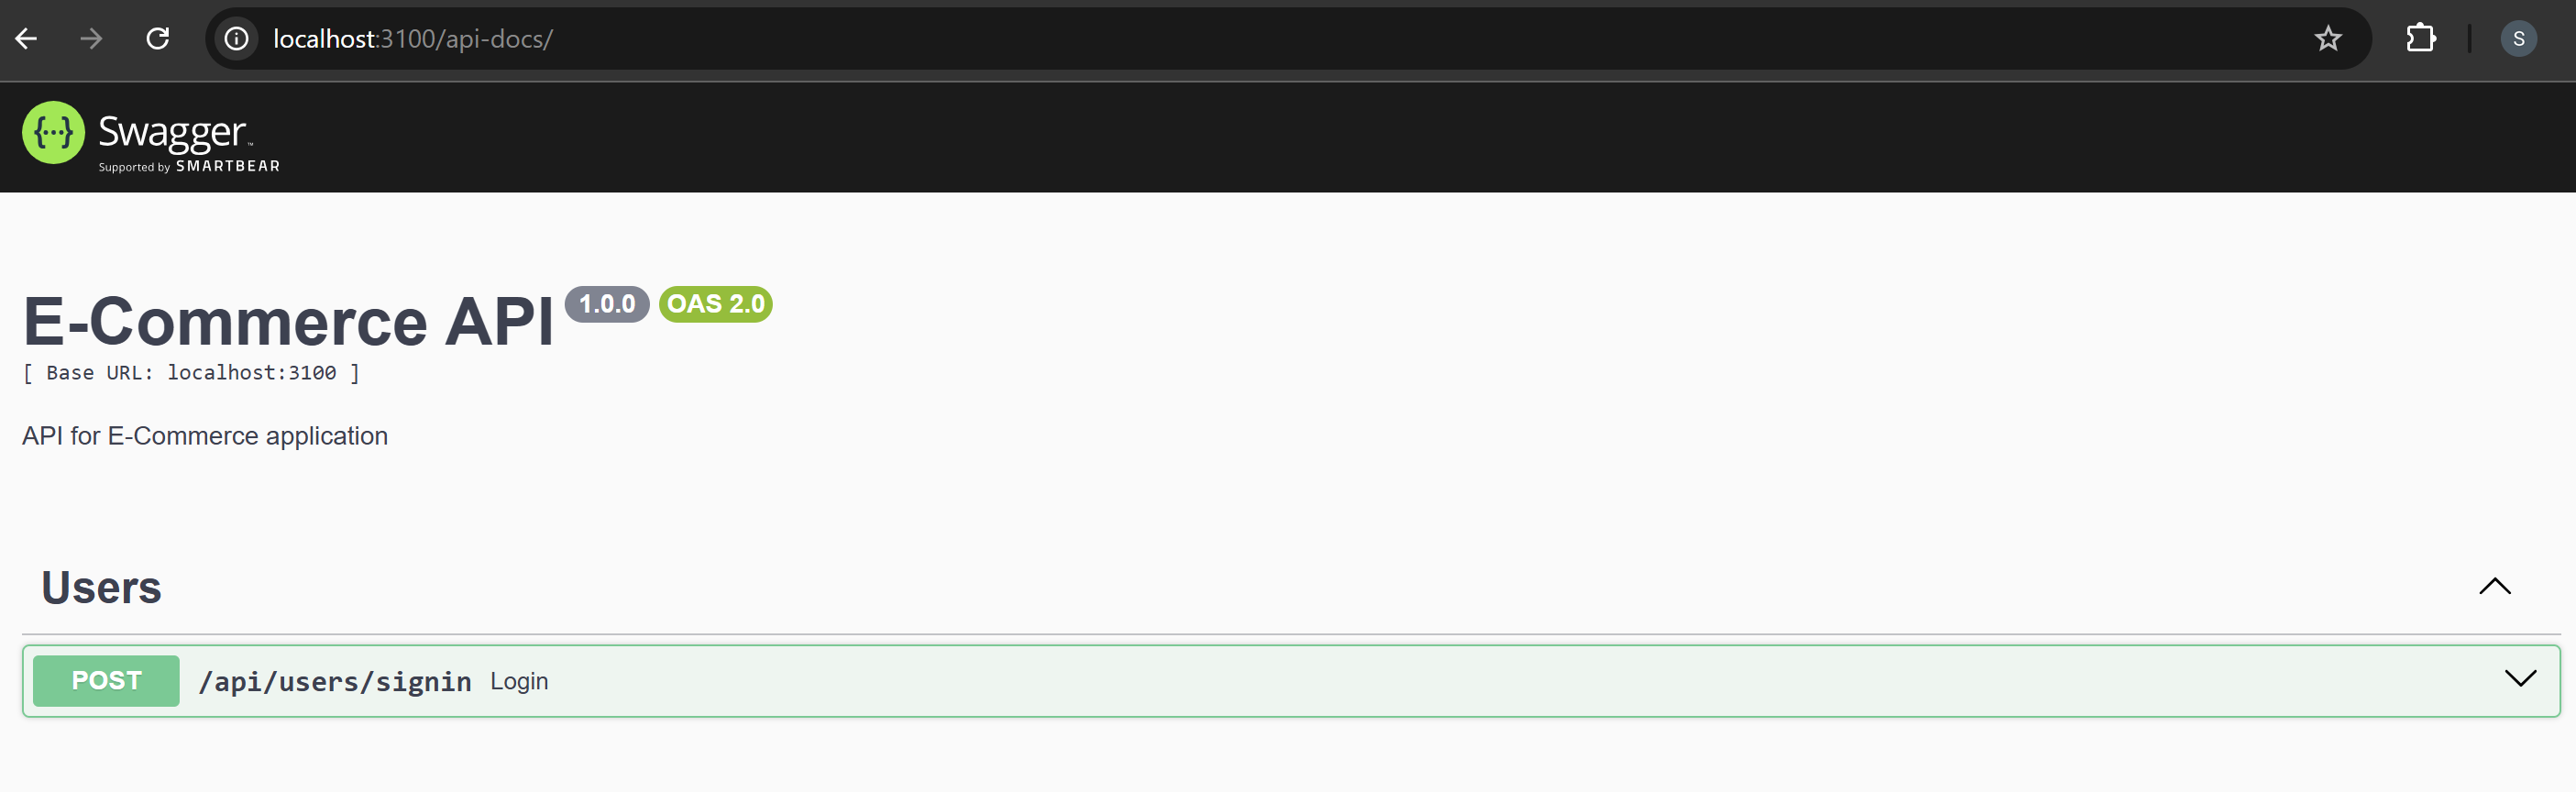 localhost:3100/api-docs/
S
{···} Swagger™
Supported by SMARTBEAR
E-Commerce API 1.0.0 OAS 2.0
[ Base URL: localhost:3100 ]
API for E-Commerce application
Users
POST /api/users/signin Login